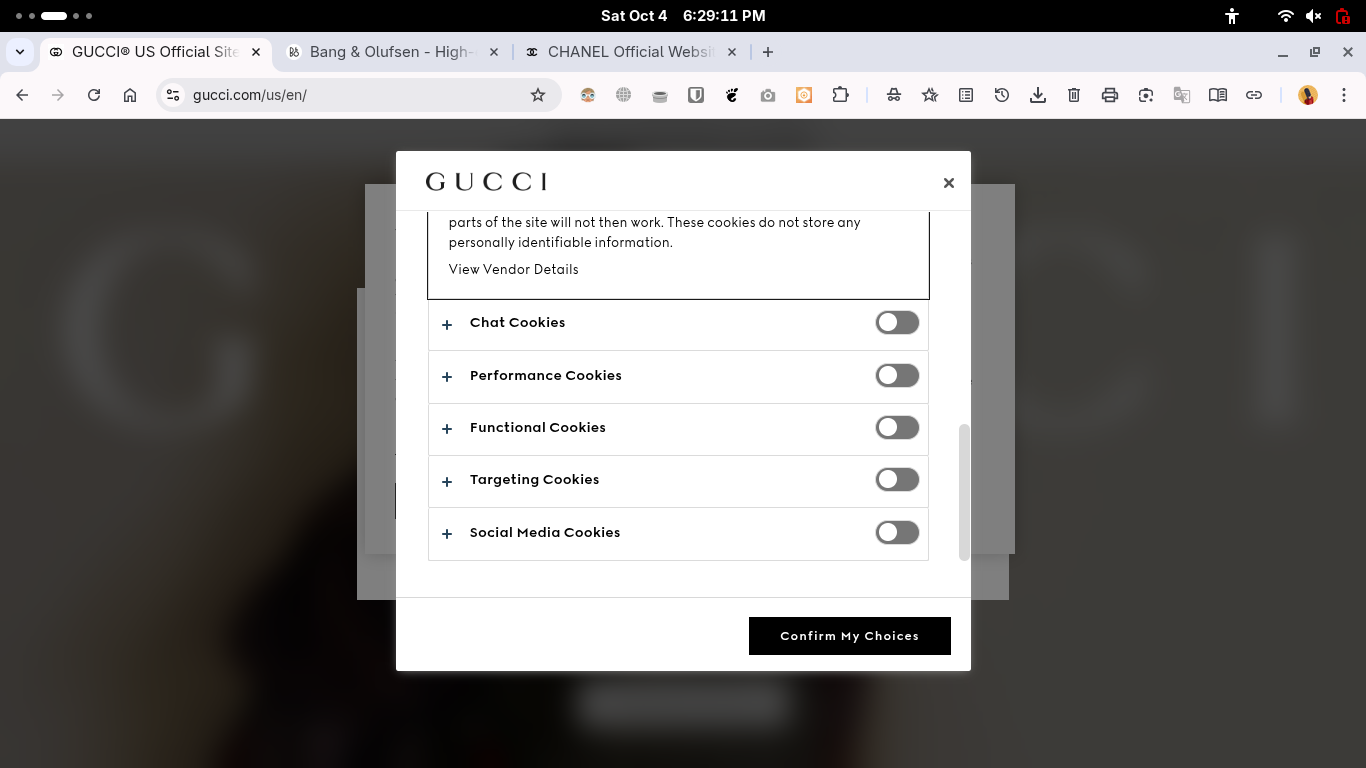 Sat Oct 4 6:29:11 PM
GUCCI® US Official Site
Bang & Olufsen - High-
CHANEL Official Websit
gucci.com/us/en/
GUCCI
parts of the site will not then work. These cookies do not store any
personally identifiable information.
View Vendor Details
Chat Cookies
Performance Cookies
Functional Cookies
Targeting Cookies
Social Media Cookies
Confirm My Choices